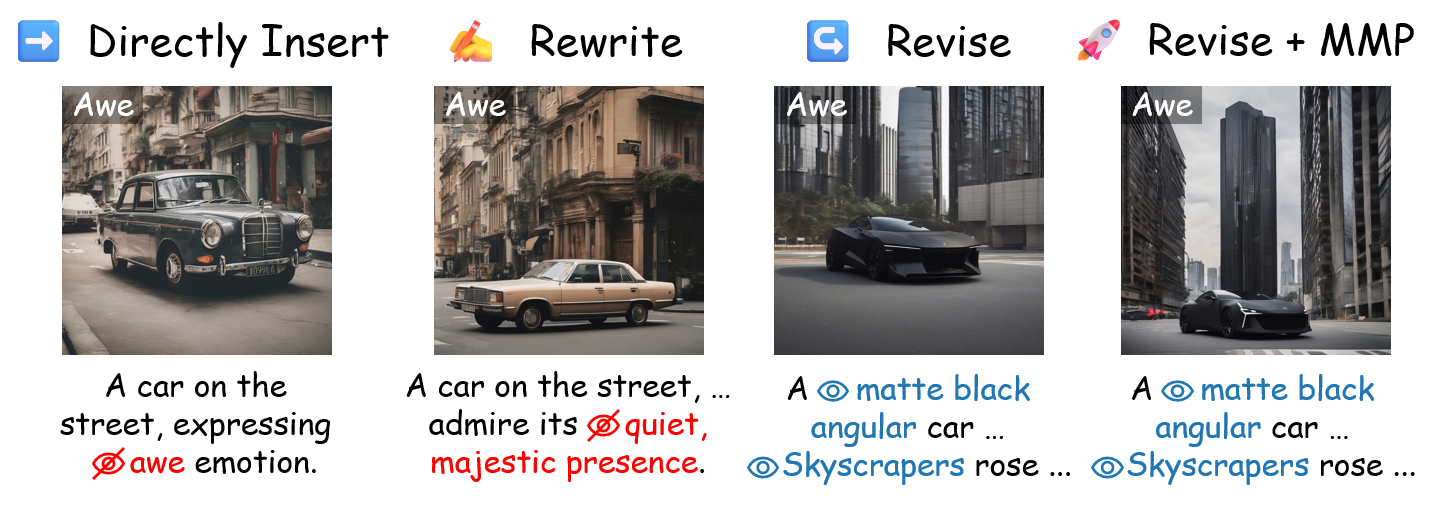 Directly Insert
Rewrite
Revise
Revise + MMP
Awe
Awe
Awe
Awe
A car on the
street, expressing
awe emotion.
A car on the street, ...
admire its quiet,
majestic presence.
A matte black
angular car ...
Skyscrapers rose ...
A matte black
angular car ...
Skyscrapers rose ...